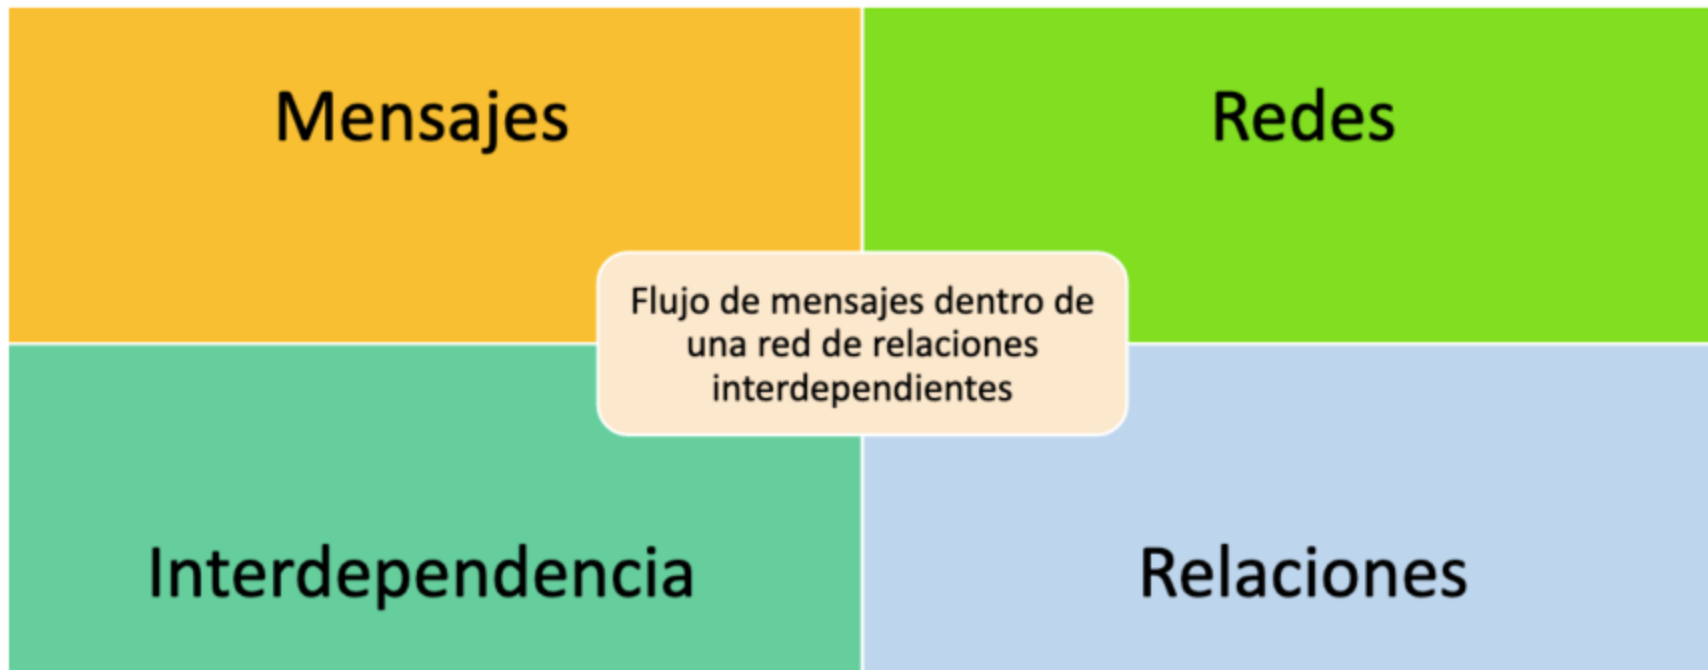 Mensajes
Redes
Flujo de mensajes dentro de
una red de relaciones
interdependientes
Interdependencia
Relaciones